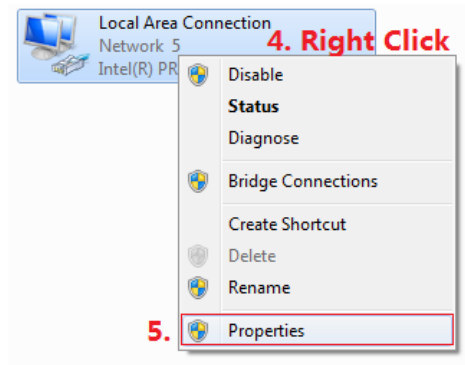 Local Area Connection
Network 5
4. Right Click
Intel(R) PR
Disable
Status
Diagnose
Bridge Connections
Create Shortcut
Delete
Rename
5.
Properties